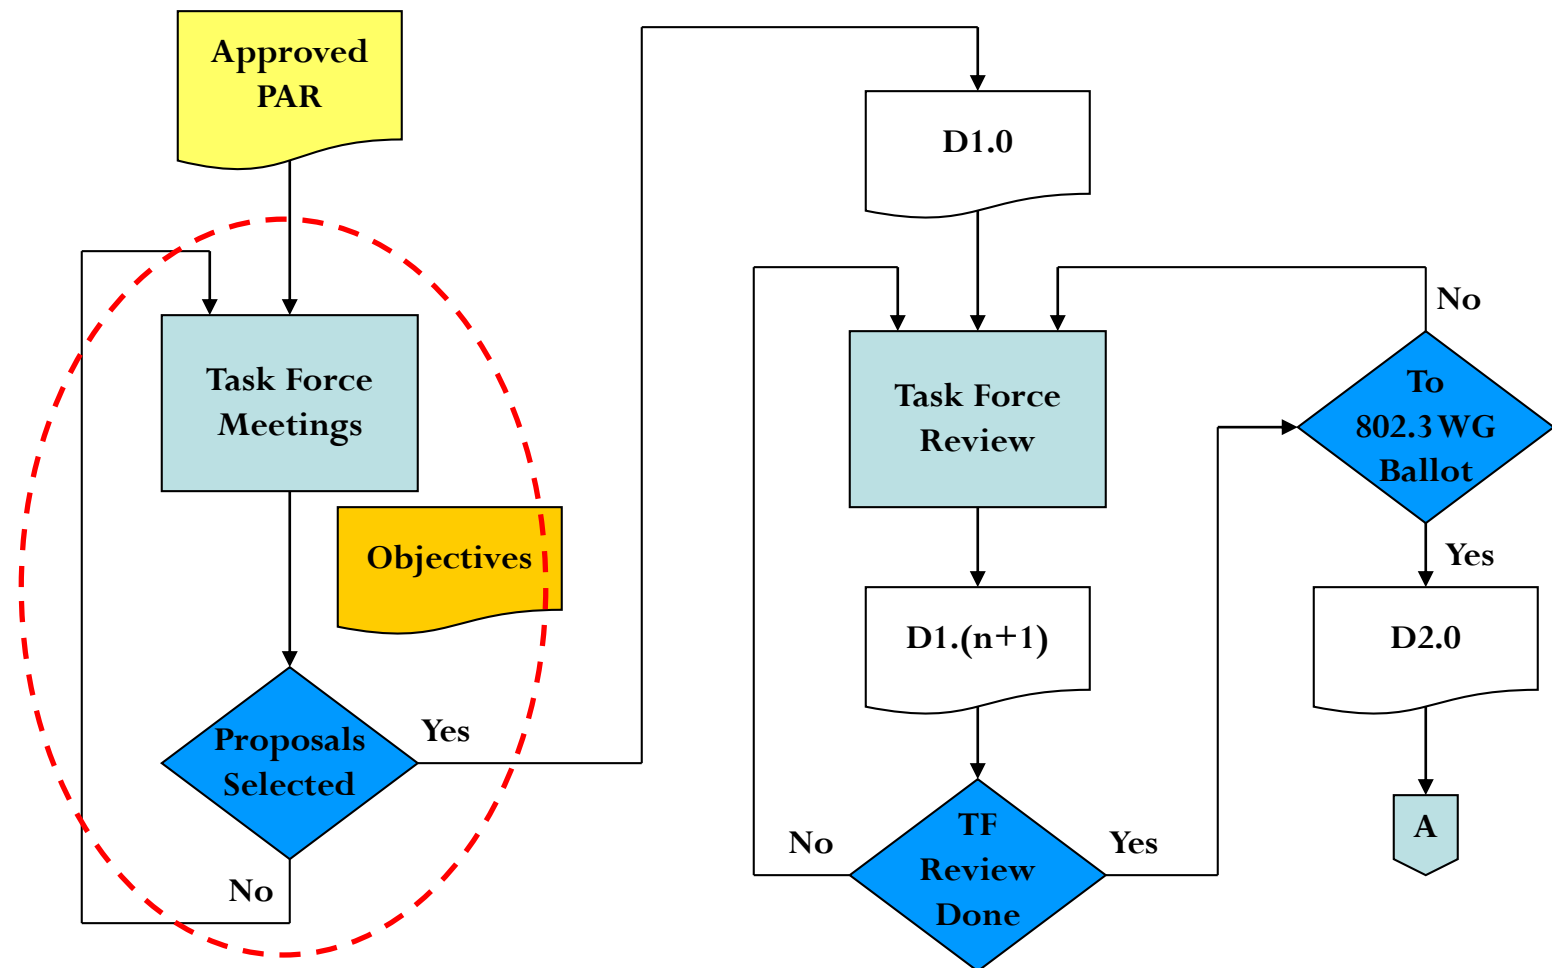 Approved
PAR
Task Force
Meetings
Objectives
Proposals
Selected
Yes
No
D1.0
Task Force
Review
D1.(n+1)
TF
Review
Done
No
Yes
To
802.3 WG
Ballot
No
Yes
D2.0
A